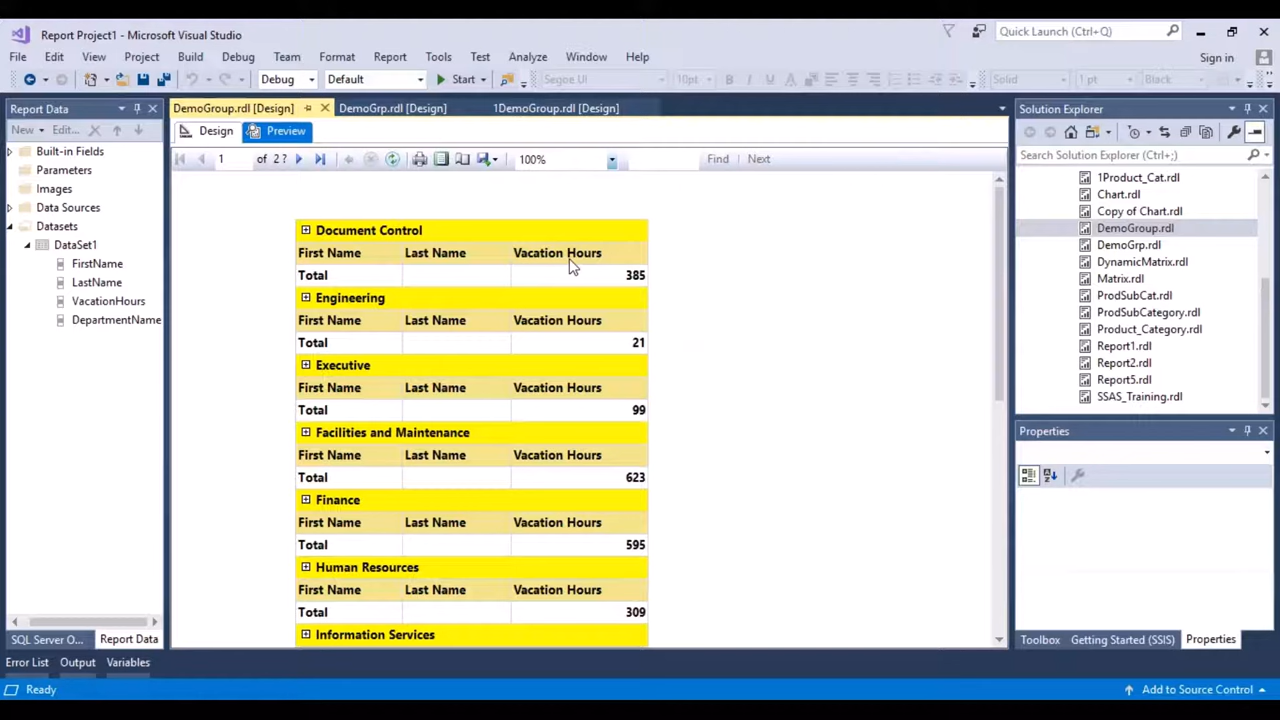 Report Project1 - Microsoft Visual Studio
Quick Launch (Ctrl+Q)
File Edit View Project Build Debug Team Format Report Tools Test Analyze Window Help
Sign in
Debug Default Start Segoe UI 10pt B I U A Solid 1 pt Black
Report Data
New Edit...
Built-in Fields
Parameters
Images
Data Sources
Datasets
DataSet1
FirstName
LastName
VacationHours
DepartmentName
SQL Server O... Report Data
DemoGroup.rdl [Design] DemoGrp.rdl [Design] 1DemoGroup.rdl [Design]
Design Preview
1 of 2 ? 100% Find Next
Document Control
First Name Last Name Vacation Hours
Total 385
Engineering
First Name Last Name Vacation Hours
Total 21
Executive
First Name Last Name Vacation Hours
Total 99
Facilities and Maintenance
First Name Last Name Vacation Hours
Total 623
Finance
First Name Last Name Vacation Hours
Total 595
Human Resources
First Name Last Name Vacation Hours
Total 309
Information Services
Solution Explorer
Search Solution Explorer (Ctrl+;)
1Product_Cat.rdl
Chart.rdl
Copy of Chart.rdl
DemoGroup.rdl
DemoGrp.rdl
DynamicMatrix.rdl
Matrix.rdl
ProdSubCat.rdl
ProdSubCategory.rdl
Product_Category.rdl
Report1.rdl
Report2.rdl
Report5.rdl
SSAS_Training.rdl
Properties
Toolbox Getting Started (SSIS) Properties
Error List Output Variables
Ready
Add to Source Control